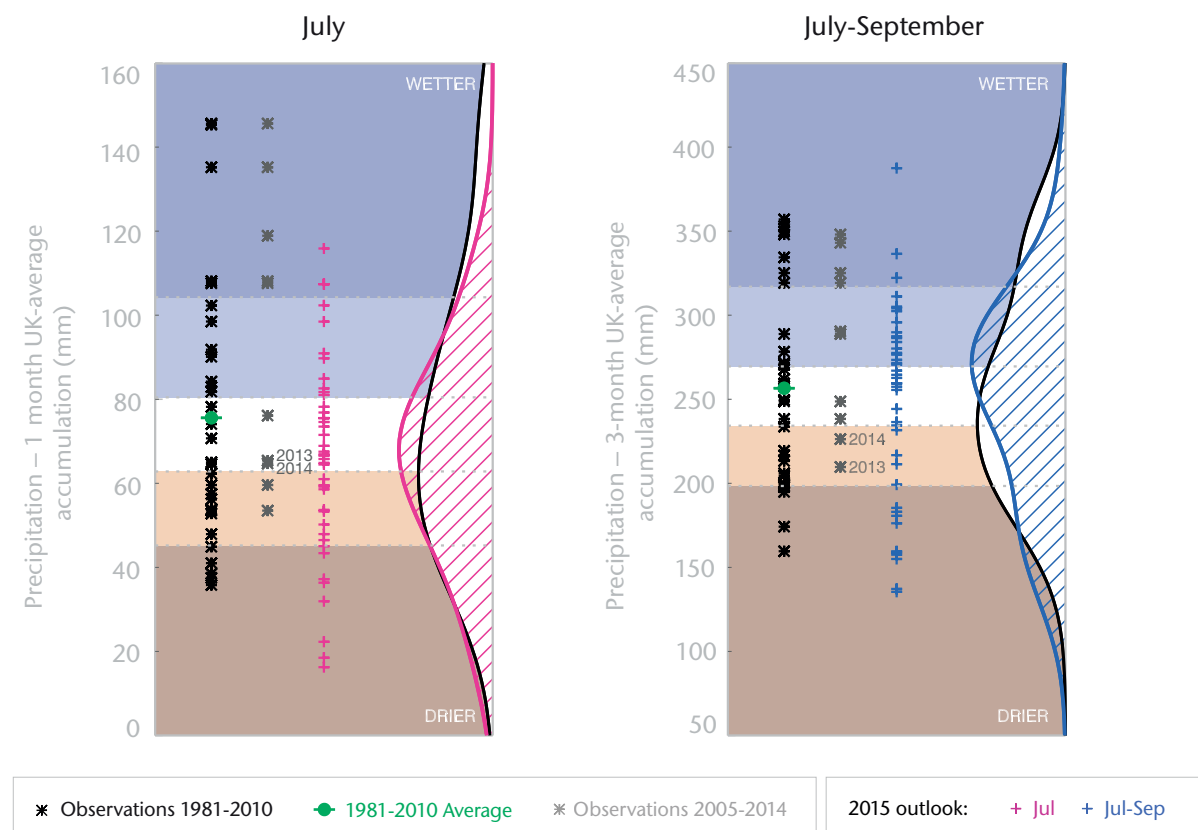 July
Precipitation – 1 month UK-average
accumulation (mm)
160
140
120
100
80
60
40
20
0
WETTER
2013
2014
DRIER
July-September
Precipitation – 3-month UK-average
accumulation (mm)
450
400
350
300
250
200
150
100
50
WETTER
2014
2013
DRIER
Observations 1981-2010
1981-2010 Average
Observations 2005-2014
2015 outlook:
Jul
Jul-Sep